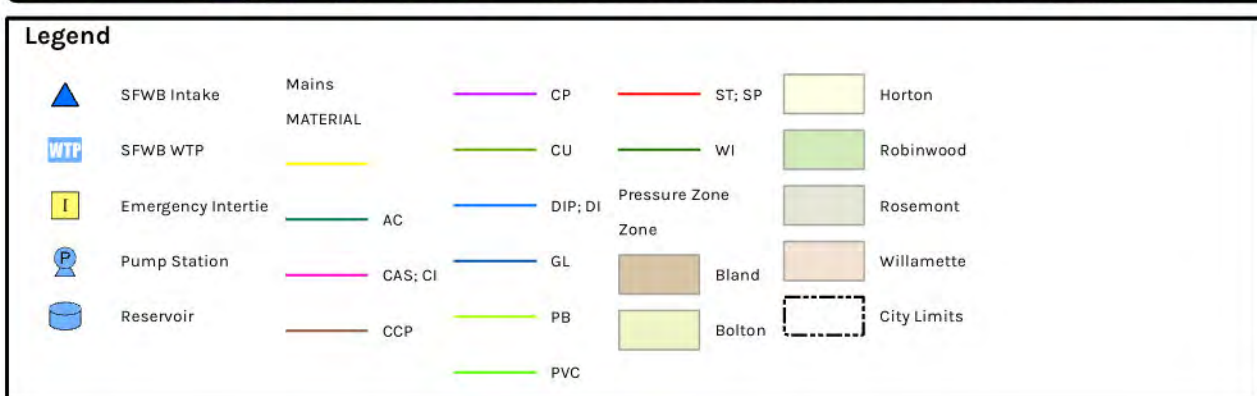 Legend
SFWB Intake
WTP
SFWB WTP
I
Emergency Intertie
P
Pump Station
Reservoir
Mains
MATERIAL
AC
CAS; CI
CCP
CP
CU
DIP; DI
GL
PB
PVC
ST; SP
WI
Pressure Zone
Zone
Bland
Bolton
Horton
Robinwood
Rosemont
Willamette
City Limits